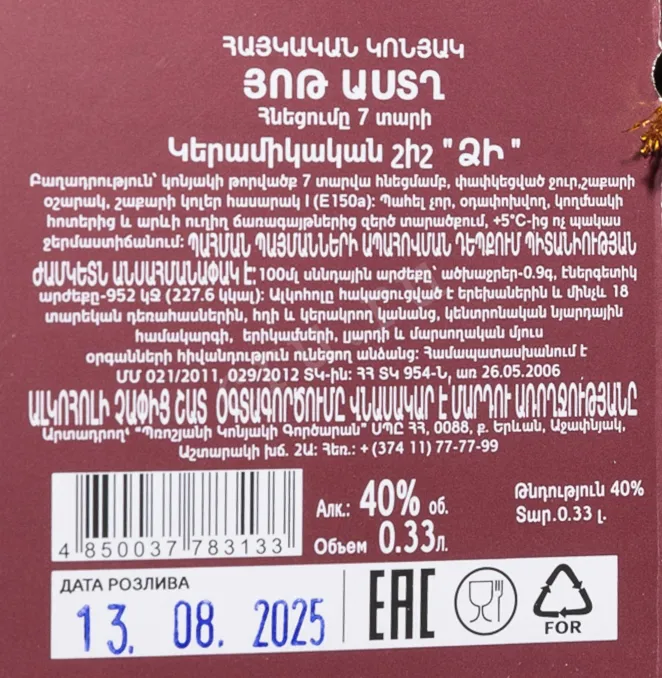 ՀԱՅԿԱԿԱՆ ԿՈՆՅԱԿ
ՅՈԹ ԱՍՏՂ
Հնեցումը 7 տարի
Կերամիկական շիշ "ՁԻ"
Բաղադրություն՝ կոնյակի թորվածք 7 տարվա հնեցմամբ, փափկեցված ջուր,շաքարի
օշարակ, շաքարի կոլեր հասարակ I (E150a): Պահել չոր, օդափոխվող, կողմնակի
հոտերից և արևի ուղիղ ճառագայթներից զերծ տարածքում, +5°C-ից ոչ պակաս
ջերմաստիճանում: ՊԱՀՄԱՆ ՊԱՅՄԱՆՆԵՐԻ ԱՊԱՀՈՎՄԱՆ ԴԵՊՔՈՒՄ ՊԻՏԱՆԻՈՒԹՅԱՆ
ԺԱՄԿԵՏՆ ԱՆՍԱՀՄԱՆԱՓԱԿ Է: 100մլ սննդային արժեքը՝ ածխաջրեր-0.9գ, էներգետիկ
արժեքը-952 կՋ (227.6 կկալ): Ալկոհոլը հակացուցված է երեխաներին և մինչև 18
տարեկան դեռահասներին, հղի և կերակրող կանանց, կենտրոնական նյարդային
համակարգի, երիկամների, լյարդի և մարսողական մյուս
օրգանների հիվանդություն ունեցող անձանց: Համապատասխանում է
ՄՄ 021/2011, 029/2012 ՏԿ-ին: ՀՀ ՏԿ 954-Ն, առ 26.05.2006
ԱԼԿՈՀՈԼԻ ՉԱՓԻՑ ՇԱՏ ՕԳՏԱԳՈՐԾՈՒՄԸ ՎՆԱՍԱԿԱՐ Է ՄԱՐԴՈՒ ԱՌՈՂՋՈՒԹՅԱՆԸ
Արտադրող՝ "Պռոշյանի Կոնյակի Գործարան" ՍՊԸ ՀՀ, 0088, ք. Երևան, Աջափնյակ,
Աշտարակի խճ. 2Ա: Հեռ.: + (374 11) 77-77-99
Алк.: 40% об.
Объем 0.33л.
Թնդություն 40%
Տար.0.33 լ.
4 850037 783133
ДАТА РОЗЛИВА
13. 08. 2025
EAC
FOR